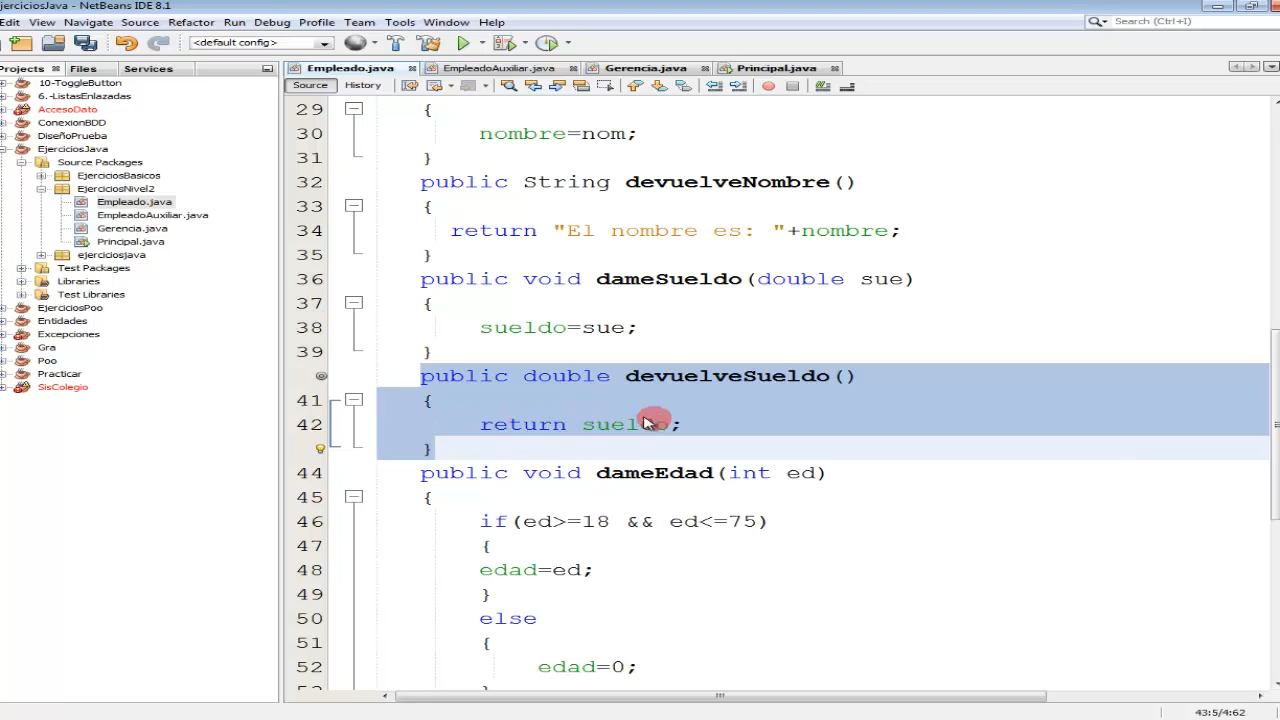 EjerciciosJava - NetBeans IDE 8.1
Edit View Navigate Source Refactor Run Debug Profile Team Tools Window Help
<default config>
Search (Ctrl+I)
Projects Files Services
Empleado.java EmpleadoAuxiliar.java Gerencia.java Principal.java
Source History
10-ToggleButton
6.-ListasEnlazadas
AccesoDato
ConexionBDD
DiseñoPrueba
EjerciciosJava
Source Packages
EjerciciosBasicos
EjerciciosNivel2
Empleado.java
EmpleadoAuxiliar.java
Gerencia.java
Principal.java
ejerciciosjava
Test Packages
Libraries
Test Libraries
EjerciciosPoo
Entidades
Excepciones
Gra
Poo
Practicar
SisColegio
29 {
30 nombre=nom;
31 }
32 public String devuelveNombre()
33 {
34 return "El nombre es: "+nombre;
35 }
36 public void dameSueldo(double sue)
37 {
38 sueldo=sue;
39 }
public double devuelveSueldo()
41 {
42 return sueldo;
}
44 public void dameEdad(int ed)
45 {
46 if(ed>=18 && ed<=75)
47 {
48 edad=ed;
49 }
50 else
51 {
52 edad=0;
43:5/4:62